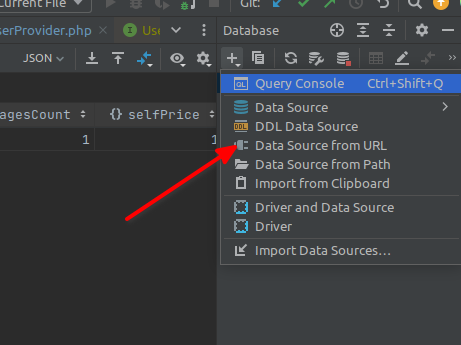 Current File
Git:
serProvider.php
Use
Database
JSON
agesCount
{} selfPrice
1
1
QL Query Console Ctrl+Shift+Q
Data Source
DDL DDL Data Source
Data Source from URL
Data Source from Path
Import from Clipboard
Driver and Data Source
Driver
Import Data Sources...